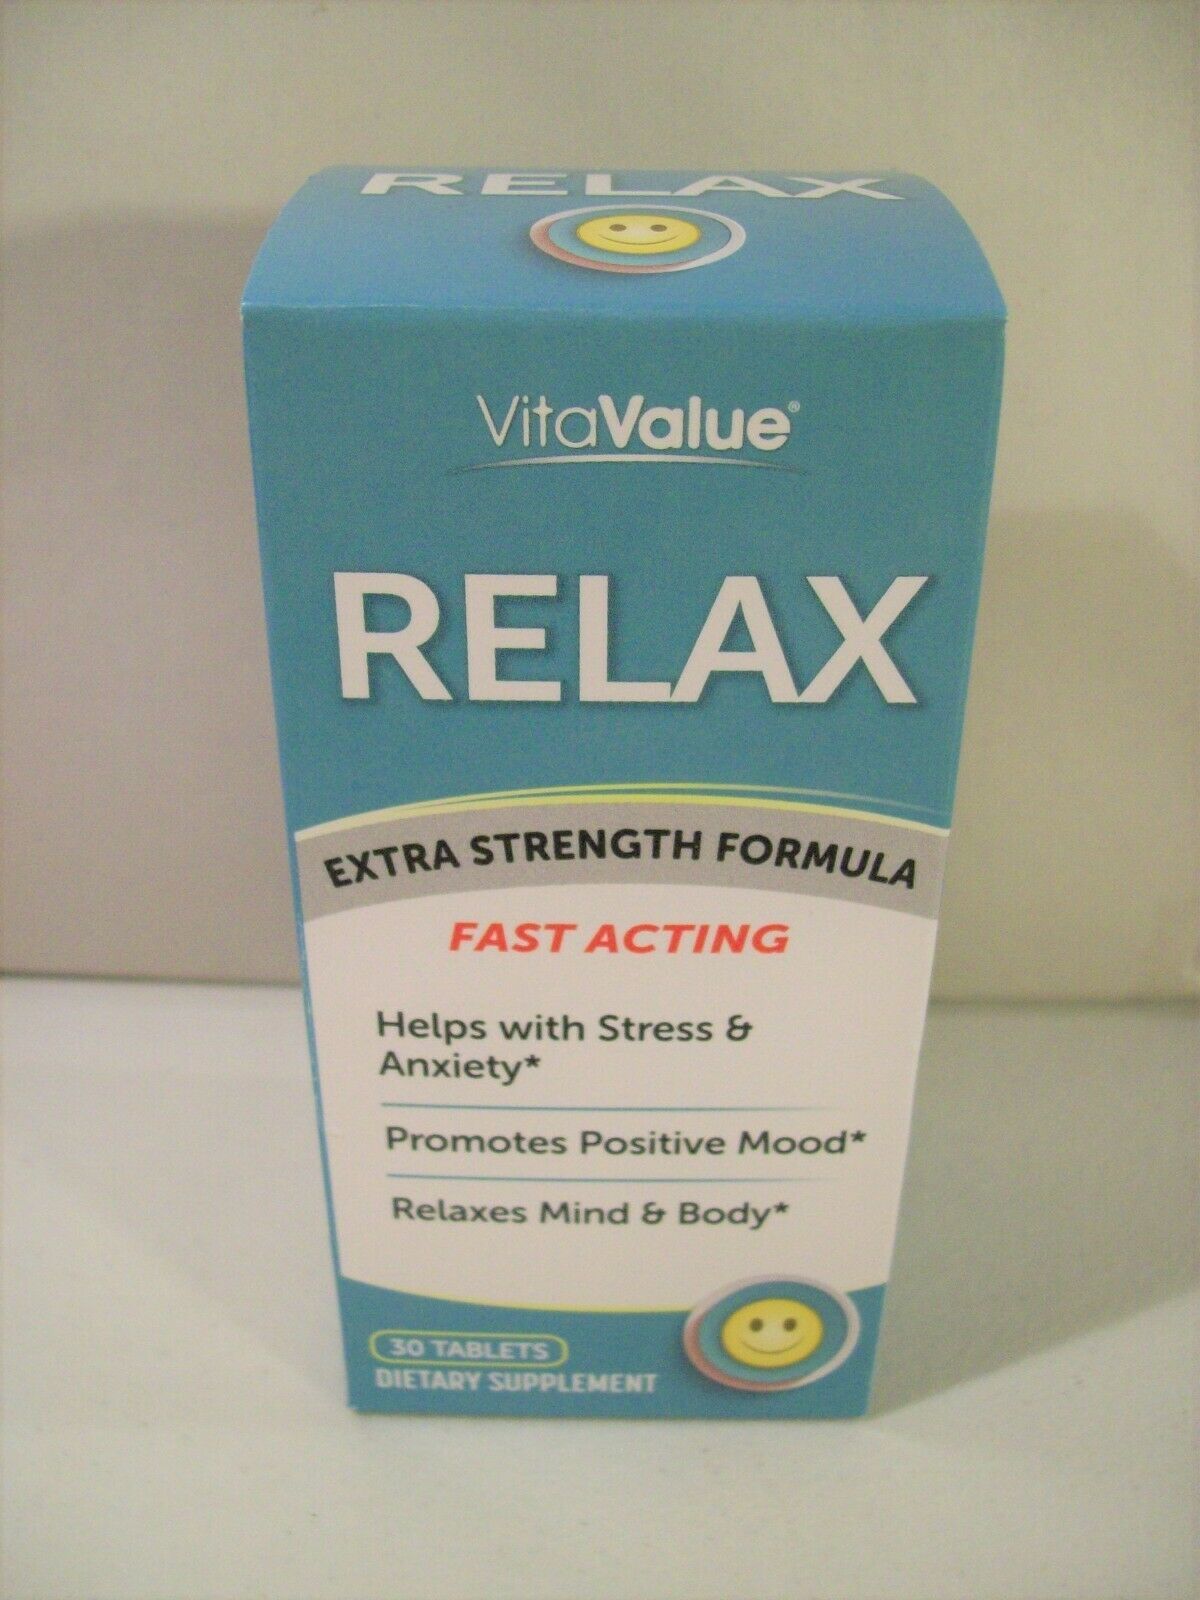 RELAX
VitaValue®
RELAX
EXTRA STRENGTH FORMULA
FAST ACTING
Helps with Stress &
Anxiety*
Promotes Positive Mood*
Relaxes Mind & Body*
30 TABLETS
DIETARY SUPPLEMENT